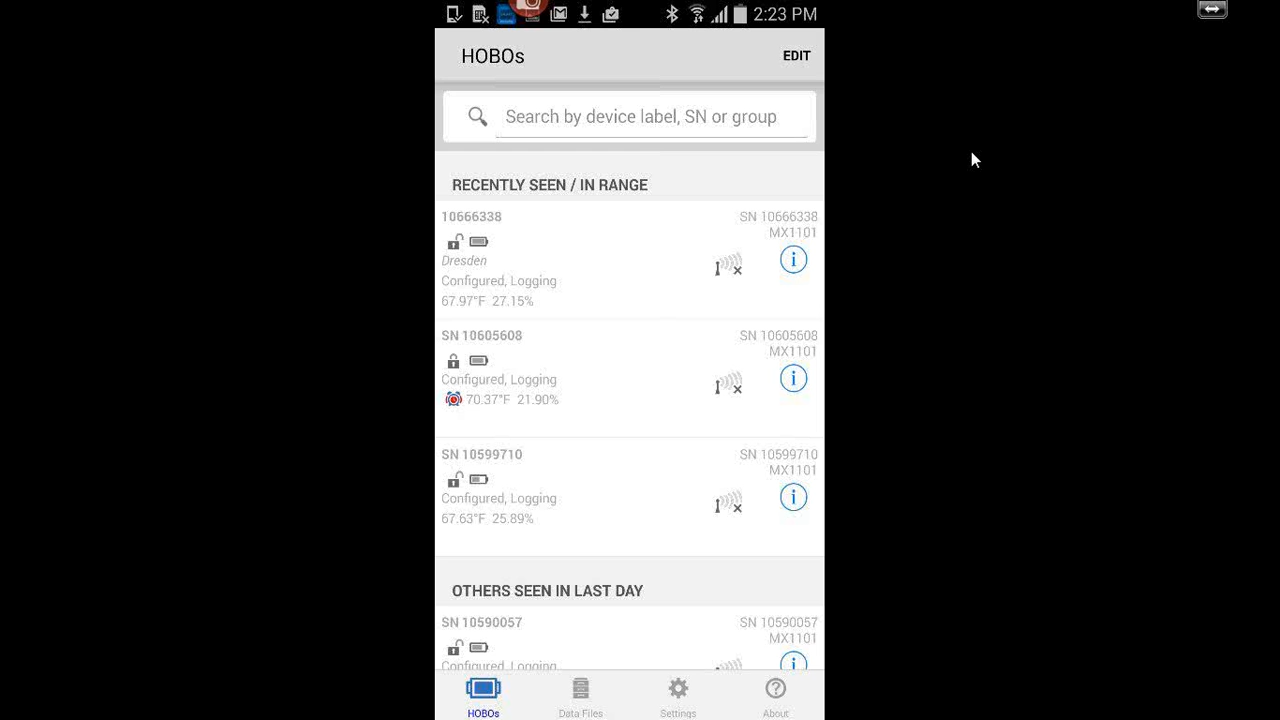 2:23 PM
HOBOs
EDIT
Search by device label, SN or group
RECENTLY SEEN / IN RANGE
10666338
SN 10666338
MX1101
Dresden
Configured, Logging
67.97°F 27.15%
SN 10605608
SN 10605608
MX1101
Configured, Logging
70.37°F 21.90%
SN 10599710
SN 10599710
MX1101
Configured, Logging
67.63°F 25.89%
OTHERS SEEN IN LAST DAY
SN 10590057
SN 10590057
MX1101
Configured, Logging
HOBOs
Data Files
Settings
About